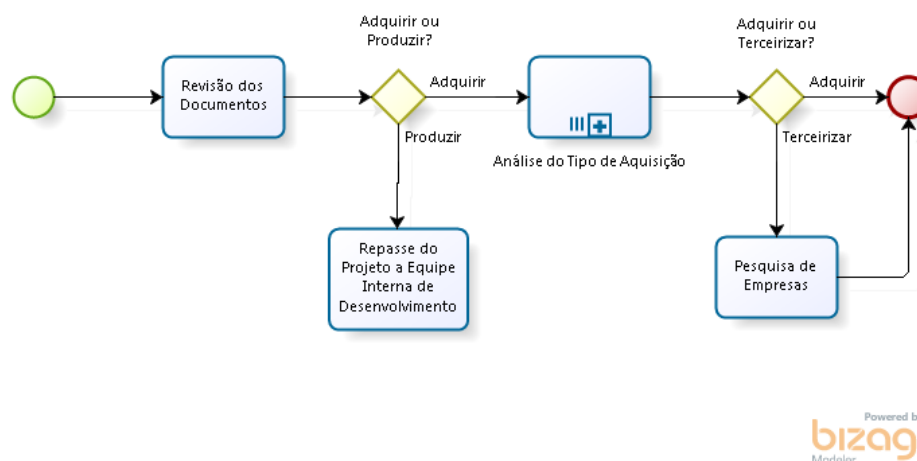 Adquirir ou
Produzir?
Adquirir ou
Terceirizar?
Revisão dos
Documentos
Adquirir
Adquirir
Produzir
Terceirizar
Análise do Tipo de Aquisição
Repasse do
Projeto a Equipe
Interna de
Desenvolvimento
Pesquisa de
Empresas
Powered b
bizag
Modeler